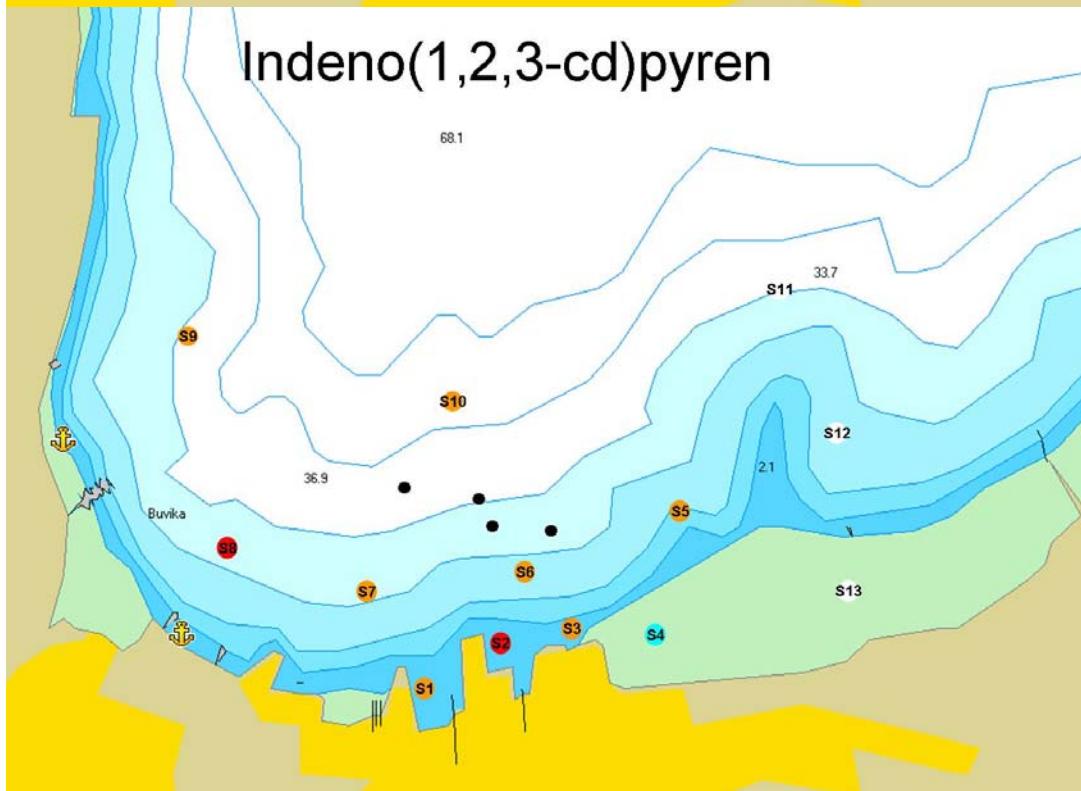 Indeno(1,2,3-cd)pyren
68.1
33.7
S11
S9
S10
S12
2.1
36.9
Buvika
S5
S8
S6
S7
S13
S3
S4
S2
S1